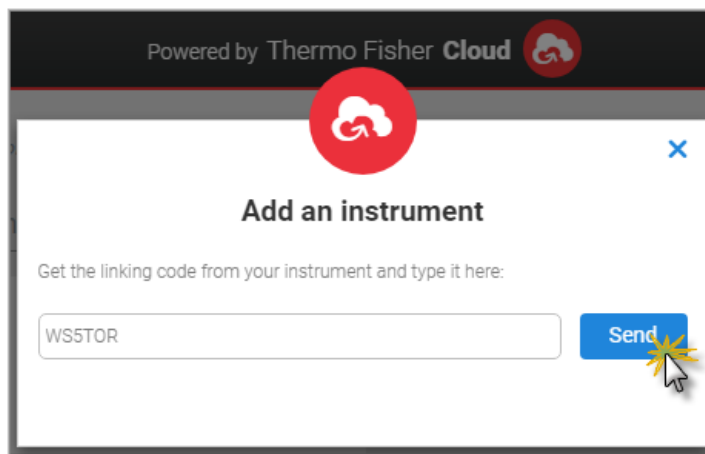 Powered by Thermo Fisher Cloud
Add an instrument
Get the linking code from your instrument and type it here:
WS5TOR
Send